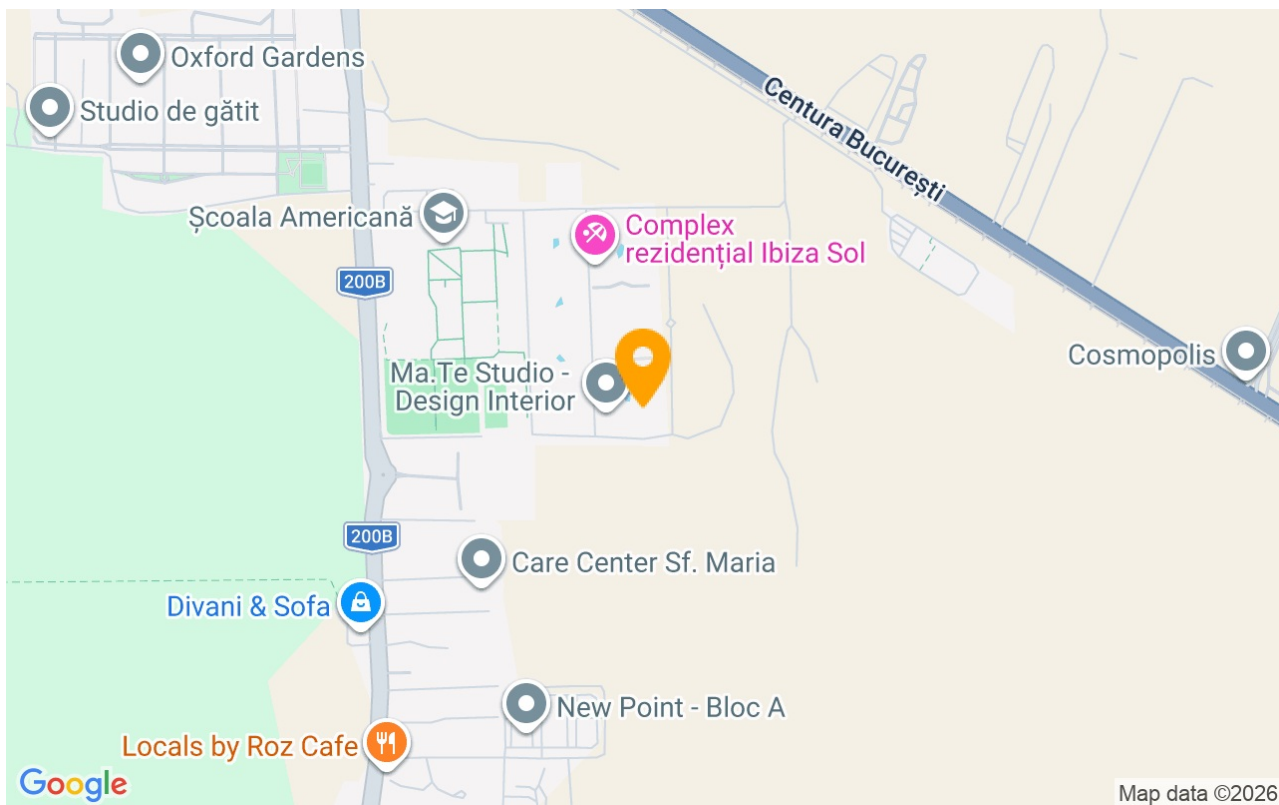 Oxford Gardens
Studio de gătit
Centura București
Școala Americană
Complex
rezidențial Ibiza Sol
200B
Cosmopolis
Ma.Te Studio -
Design Interior
200B
Care Center Sf. Maria
Divani & Sofa
New Point - Bloc A
Locals by Roz Cafe
Google
Map data ©2026